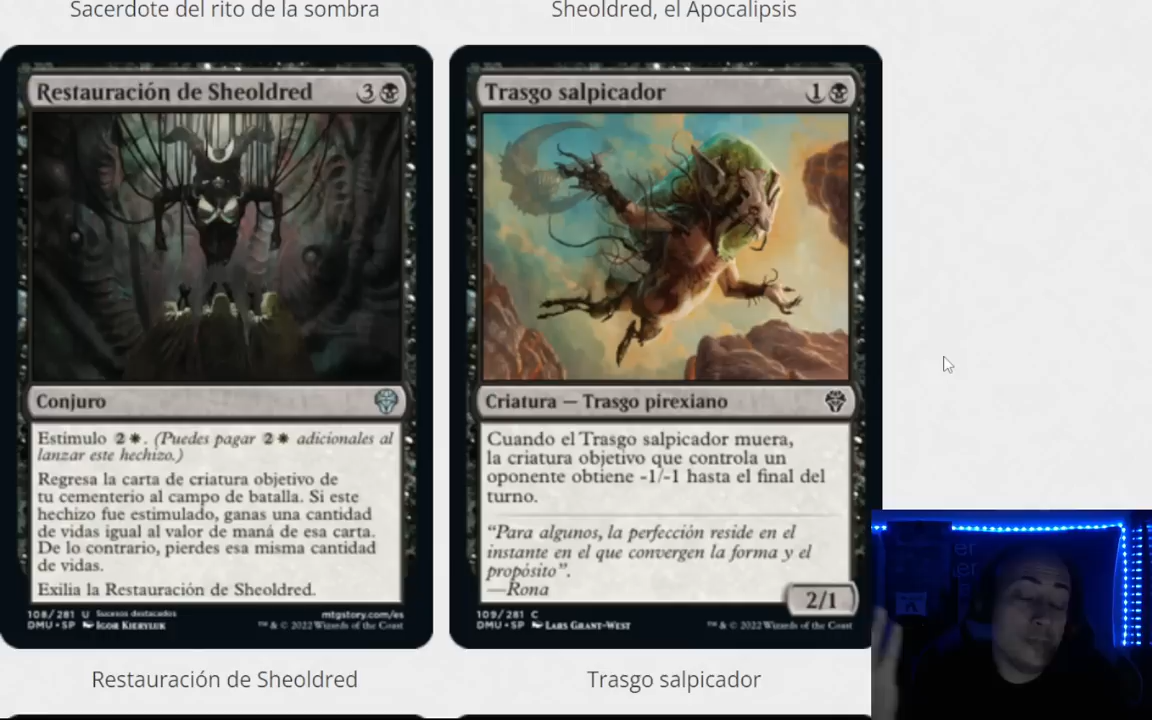 Sacerdote del rito de la sombra
Sheoldred, el Apocalipsis
Restauración de Sheoldred 3
Conjuro
Estímulo 2. (Puedes pagar 2 adicionales al
lanzar este hechizo.)
Regresa la carta de criatura objetivo de
tu cementerio al campo de batalla. Si este
hechizo fue estimulado, ganas una cantidad
de vidas igual al valor de maná de esa carta.
De lo contrario, pierdes esa misma cantidad
de vidas.
Exilia la Restauración de Sheoldred.
108/281 U Sucesos destacados
DMU • SP Igor Kieryluk
mtgstory.com/es
™ & © 2022 Wizards of the Coast
Trasgo salpicador 1
Criatura — Trasgo pirexiano
Cuando el Trasgo salpicador muera,
la criatura objetivo que controla un
oponente obtiene -1/-1 hasta el final del
turno.
“Para algunos, la perfección reside en el
instante en el que convergen la forma y el
propósito”.
—Rona
2/1
109/281 C
DMU • SP Lars Grant-West
™ & © 2022 Wizards of the Coast
Restauración de Sheoldred
Trasgo salpicador